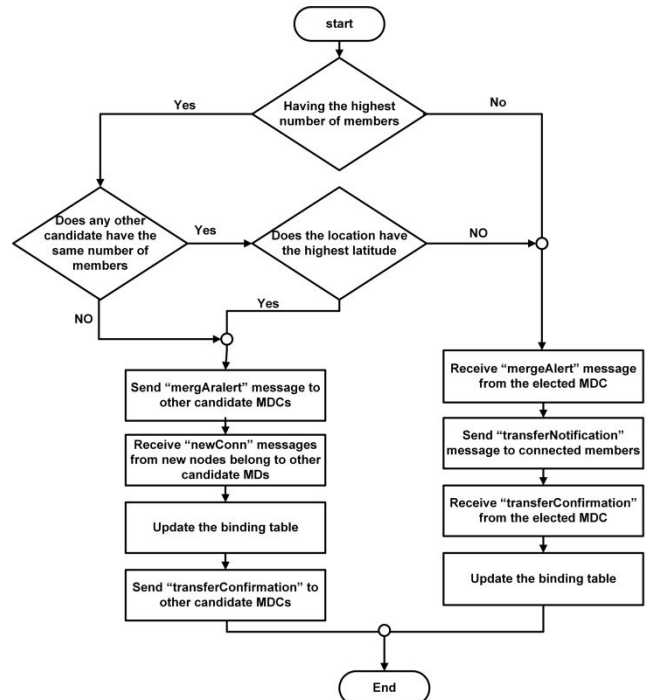 start
Having the highest
number of members
Yes
No
Does any other
candidate have the
same number of
members
Yes
Does the location have
the highest latitude
NO
NO
Yes
Send “mergAralert” message to
other candidate MDCs
Receive “newConn” messages
from new nodes belong to other
candidate MDs
Update the binding table
Send “transferConfirmation” to
other candidate MDCs
Receive “mergeAlert” message
from the elected MDC
Send “transferNotification”
message to connected members
Receive “transferConfirmation”
from the elected MDC
Update the binding table
End